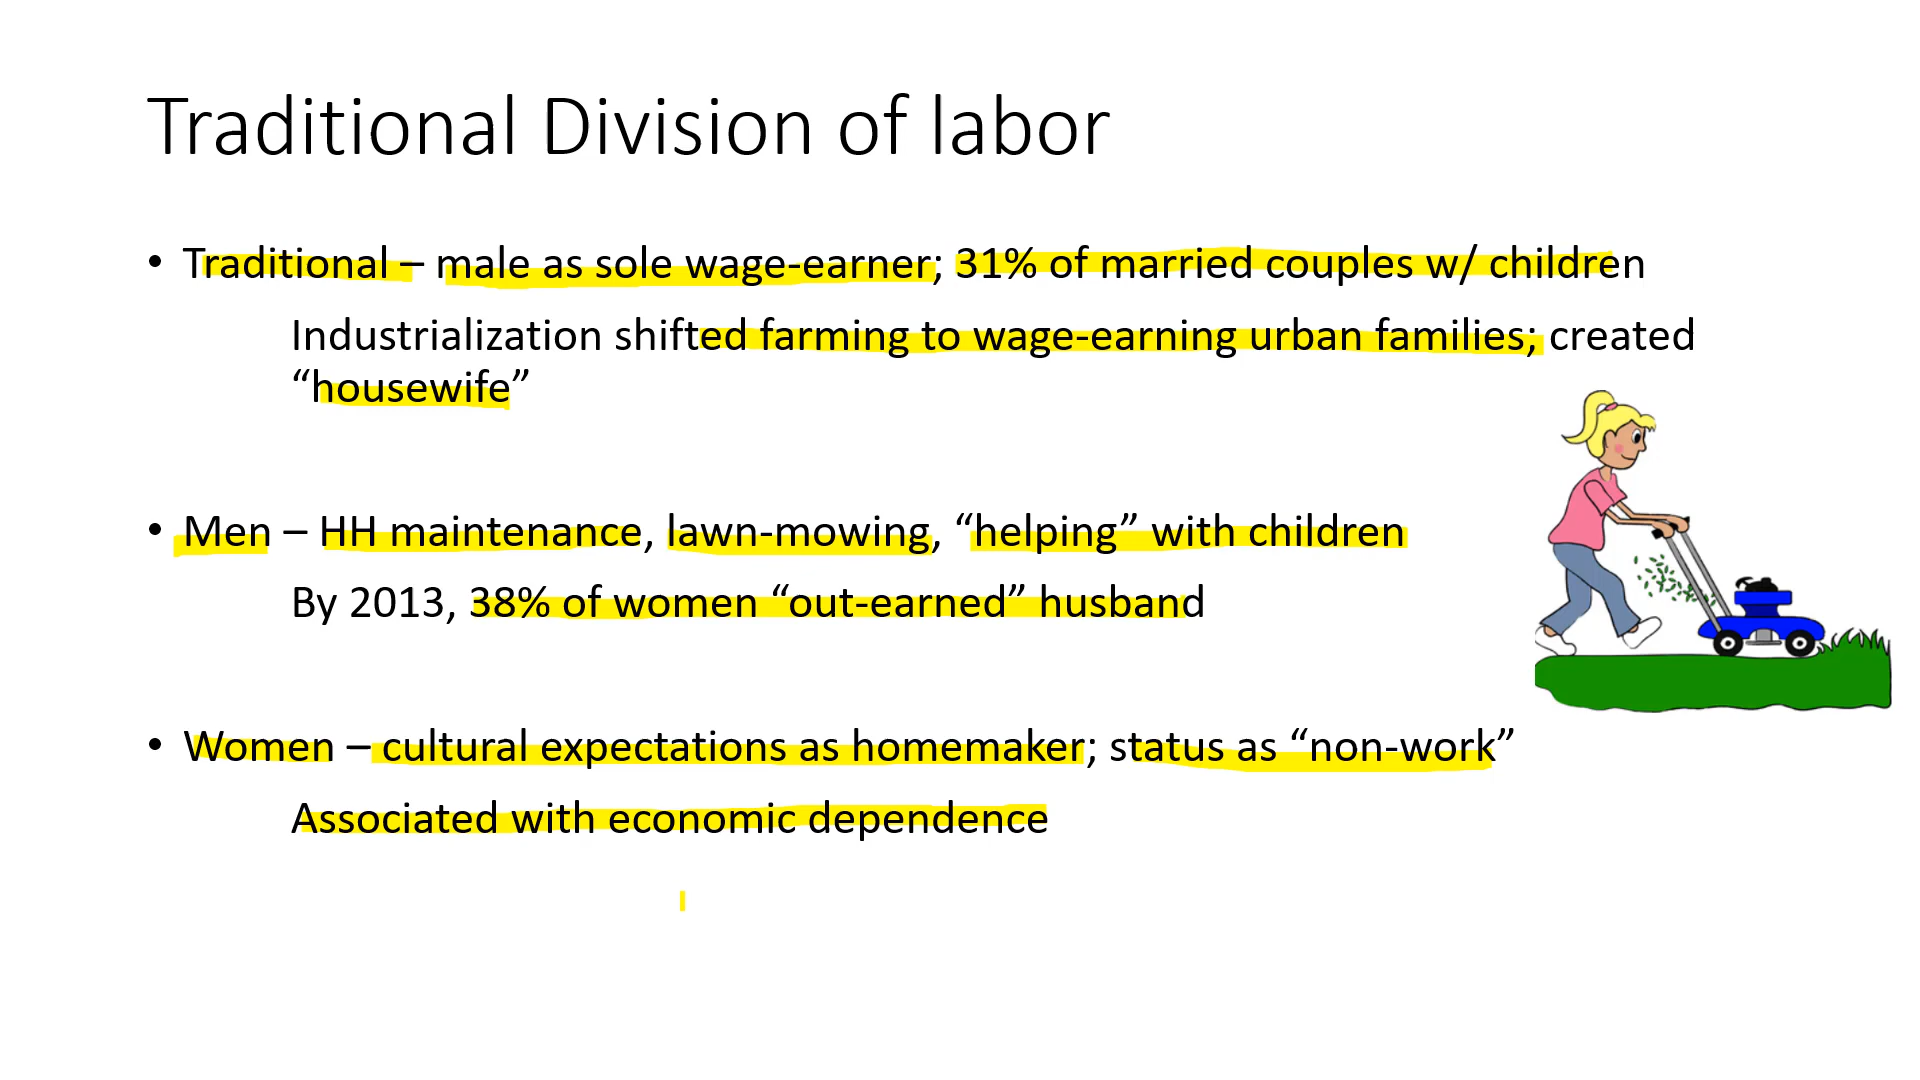 Traditional Division of labor
• Traditional – male as sole wage-earner; 31% of married couples w/ children
Industrialization shifted farming to wage-earning urban families; created
“housewife”
• Men – HH maintenance, lawn-mowing, “helping” with children
By 2013, 38% of women “out-earned” husband
• Women – cultural expectations as homemaker; status as “non-work”
Associated with economic dependence